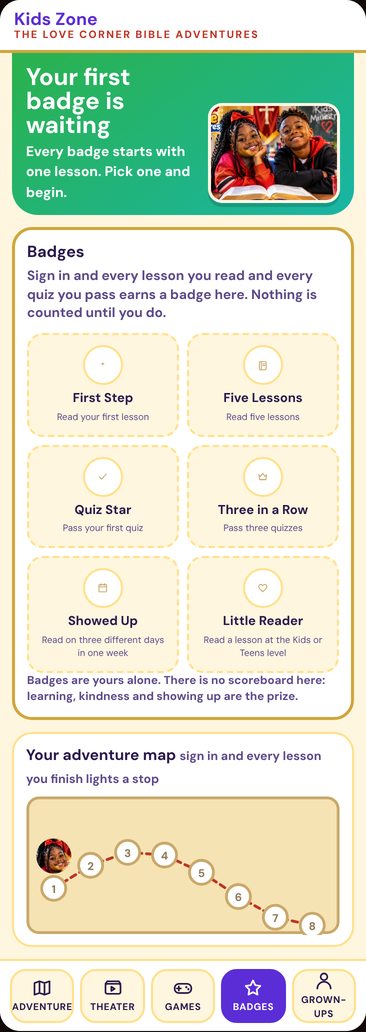 Kids Zone
THE LOVE CORNER BIBLE ADVENTURES
Your first
badge is
waiting
Every badge starts with
one lesson. Pick one and
begin.
Kids
Badges
Sign in and every lesson you read and every
quiz you pass earns a badge here. Nothing is
counted until you do.
First Step
Read your first lesson
Five Lessons
Read five lessons
Quiz Star
Pass your first quiz
Three in a Row
Pass three quizzes
Showed Up
Read on three different days
in one week
Little Reader
Read a lesson at the Kids or
Teens level
Badges are yours alone. There is no scoreboard here:
learning, kindness and showing up are the prize.
Your adventure map sign in and every lesson
you finish lights a stop
1
2
3
4
5
6
7
8
ADVENTURE
THEATER
GAMES
BADGES
GROWN-
UPS